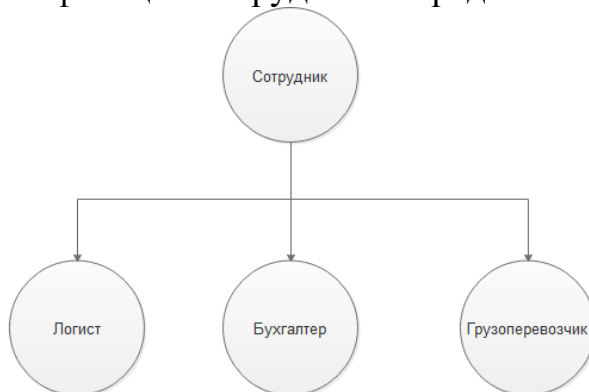 Сотрудник
Логист
Бухгалтер
Грузоперевозчик